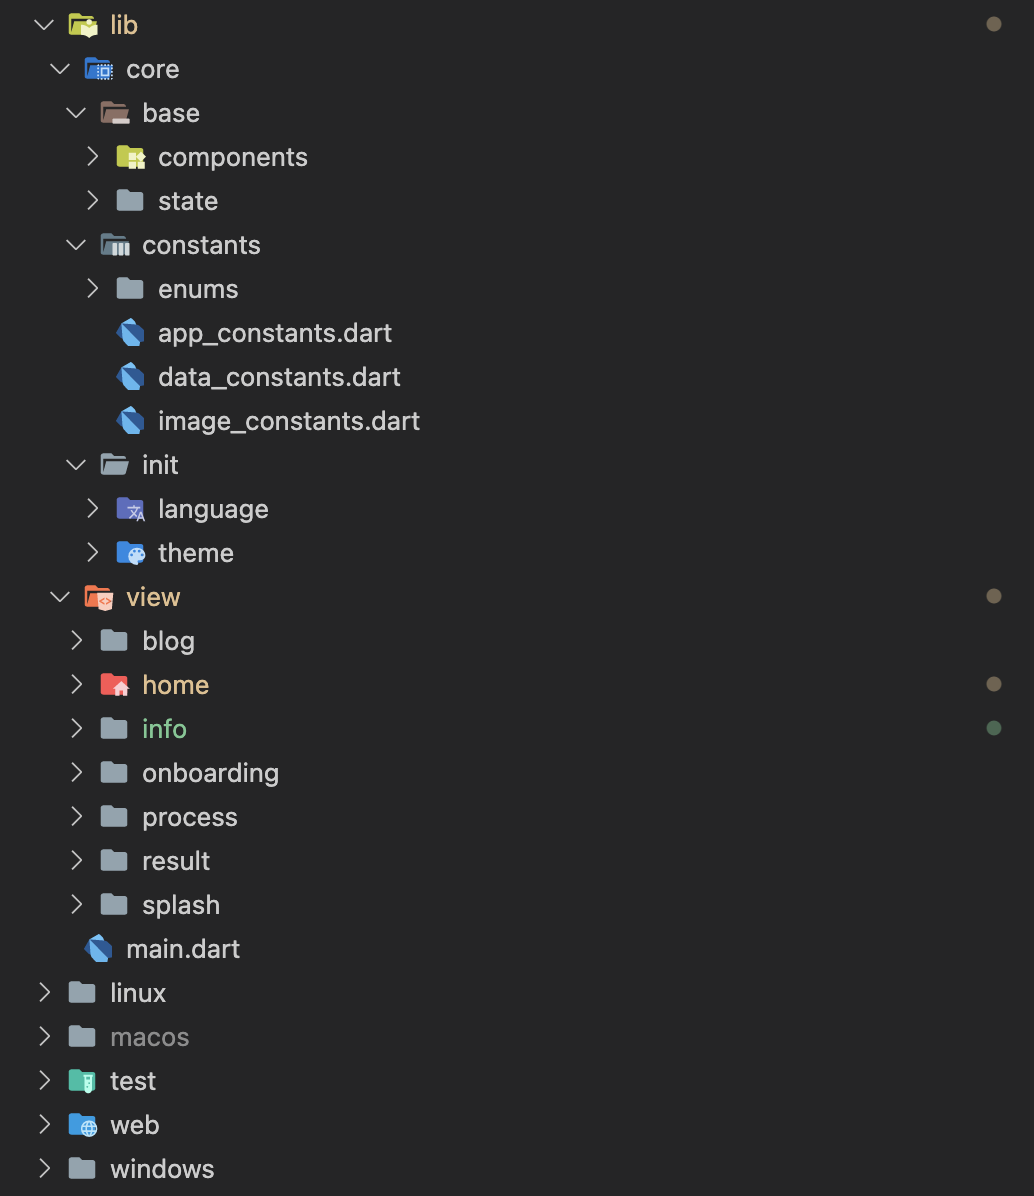 lib
core
base
components
state
constants
enums
app_constants.dart
data_constants.dart
image_constants.dart
init
language
theme
view
blog
home
info
onboarding
process
result
splash
main.dart
linux
macos
test
web
windows